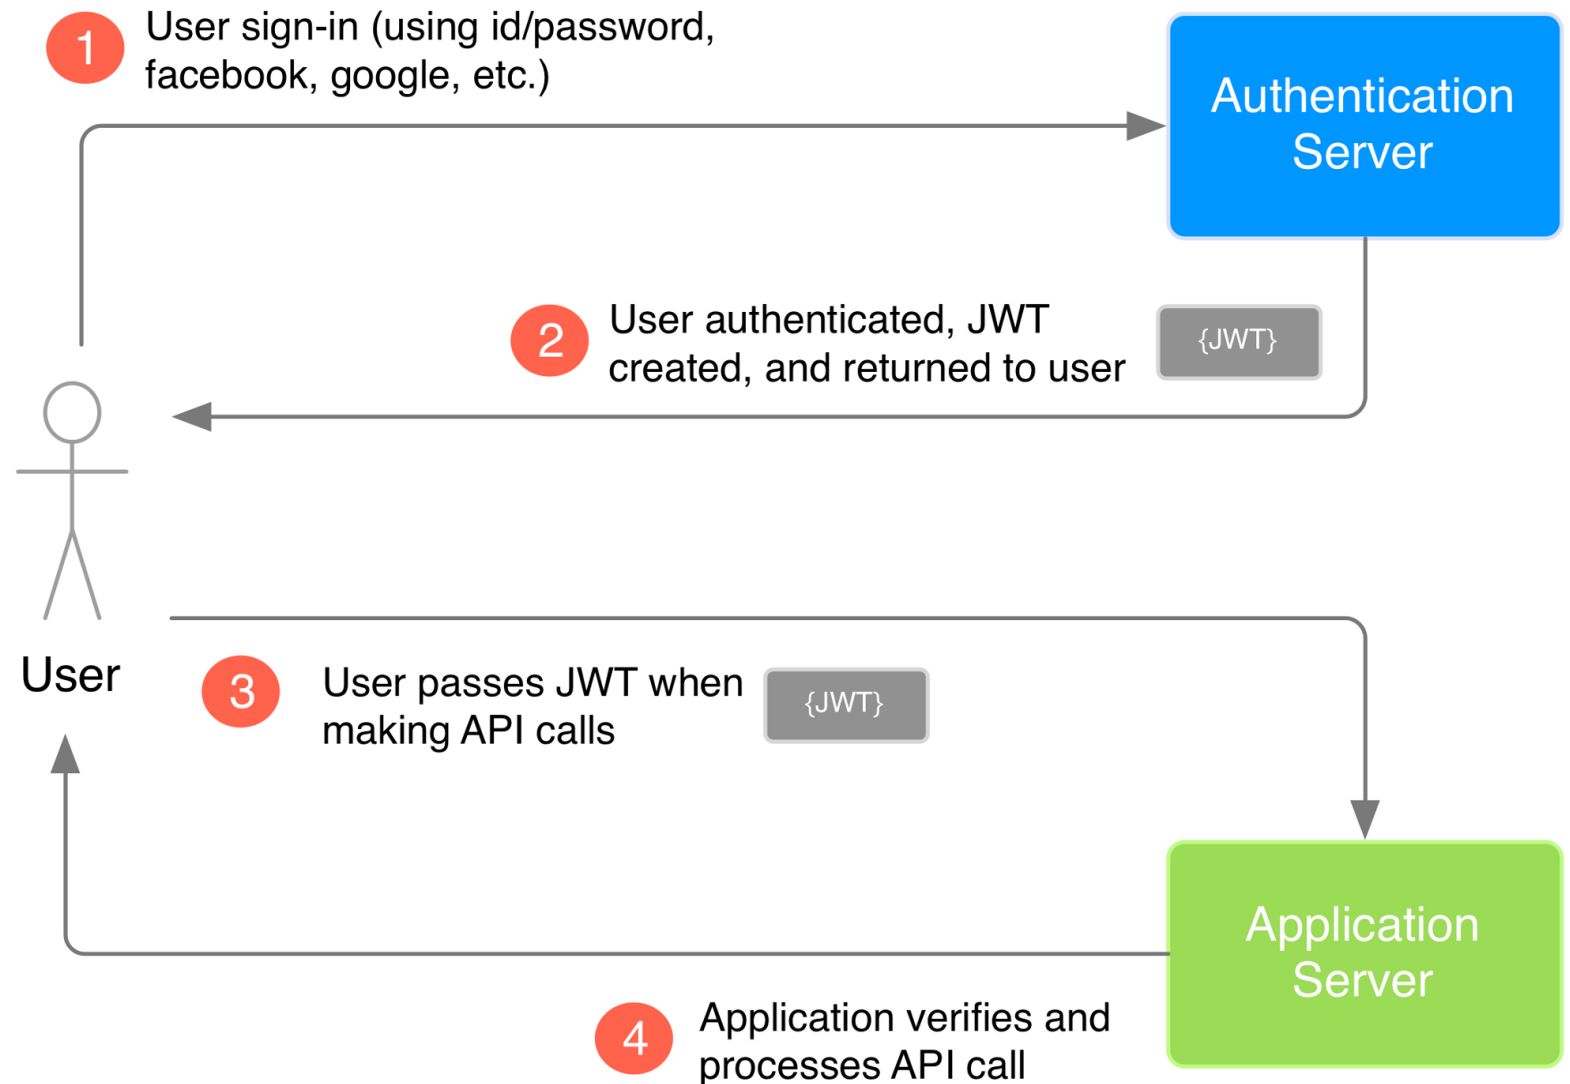 1
User sign-in (using id/password,
facebook, google, etc.)
Authentication
Server
2
User authenticated, JWT
created, and returned to user
{JWT}
User
3
User passes JWT when
making API calls
{JWT}
Application
Server
4
Application verifies and
processes API call